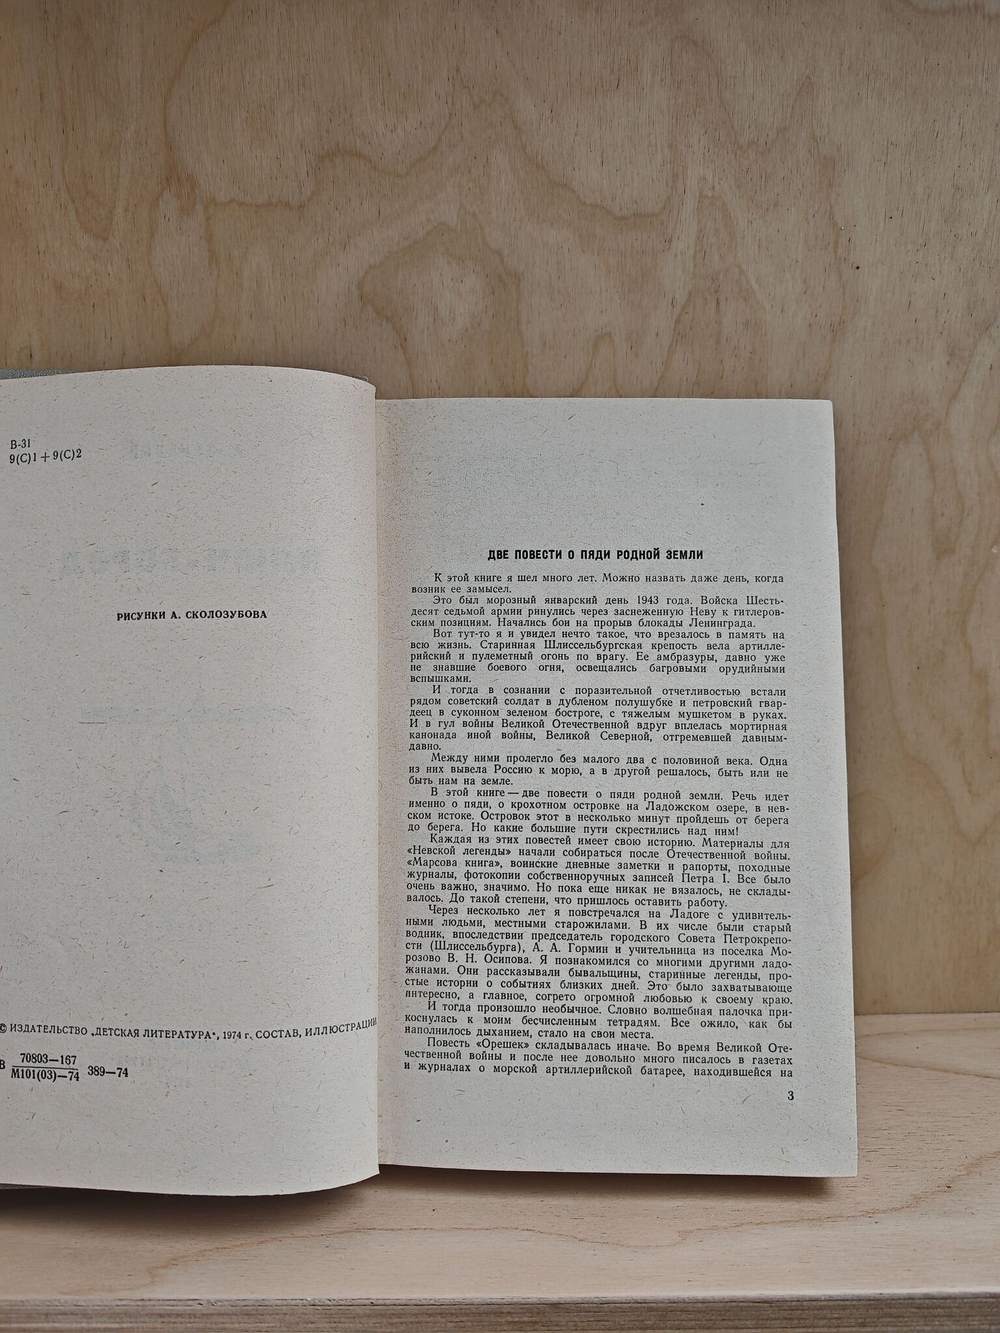 В-31
9(С)1 + 9(С)2
РИСУНКИ А. СКОЛОЗУБОВА
© ИЗДАТЕЛЬСТВО „ДЕТСКАЯ ЛИТЕРАТУРА“, 1974 г., СОСТАВ, ИЛЛЮСТРАЦИИ
В 70803—167
М101(03)—74 389—74
ДВЕ ПОВЕСТИ О ПЯДИ РОДНОЙ ЗЕМЛИ
К этой книге я шел много лет. Можно назвать даже день, когда
возник ее замысел.
Это был морозный январский день 1943 года. Войска Шесть-
десят седьмой армии ринулись через заснеженную Неву к гитлеров-
ским позициям. Начались бои на прорыв блокады Ленинграда.
Вот тут-то я и увидел нечто такое, что врезалось в память на
всю жизнь. Старинная Шлиссельбургская крепость вела артилле-
рийский и пулеметный огонь по врагу. Ее амбразуры, давно уже
не знавшие боевого огня, освещались багровыми орудийными
вспышками.
И тогда в сознании с поразительной отчетливостью встали
рядом советский солдат в дубленом полушубке и петровский гвар-
деец в суконном зеленом бостроге, с тяжелым мушкетом в руках.
И в гул войны Великой Отечественной вдруг вплелась мортирная
канонада иной войны, Великой Северной, отгремевшей давным-
давно.
Между ними пролегло без малого два с половиной века. Одна
из них вывела Россию к морю, а в другой решалось, быть или не
быть нам на земле.
В этой книге — две повести о пяди родной земли. Речь идет
именно о пяди, о крохотном островке на Ладожском озере, в нев-
ском истоке. Островок этот в несколько минут пройдешь от берега
до берега. Но какие большие пути скрестились над ним!
Каждая из этих повестей имеет свою историю. Материалы для
«Невской легенды» начали собираться после Отечественной войны.
«Марсова книга», воинские дневные заметки и рапорты, походные
журналы, фотокопии собственноручных записей Петра I. Все было
очень важно, значимо. Но пока еще никак не вязалось, не склады-
валось. До такой степени, что пришлось оставить работу.
Через несколько лет я повстречался на Ладоге с удивитель-
ными людьми, местными старожилами. В их числе были старый
водник, впоследствии председатель городского Совета Петрокрепо-
сти (Шлиссельбурга), А. А. Гормин и учительница из поселка Мо-
розово В. Н. Осипова. Я познакомился со многими другими ладо-
жанами. Они рассказывали бывальщины, старинные легенды, про-
стые истории о событиях близких дней. Это было захватывающе
интересно, а главное, согрето огромной любовью к своему краю.
И тогда произошло необычное. Словно волшебная палочка при-
коснулась к моим бесчисленным тетрадям. Все ожило, как бы
наполнилось дыханием, стало на свои места.
Повесть «Орешек» складывалась иначе. Во время Великой Оте-
чественной войны и после нее довольно много писалось в газетах
и журналах о морской артиллерийской батарее, находившейся на
3